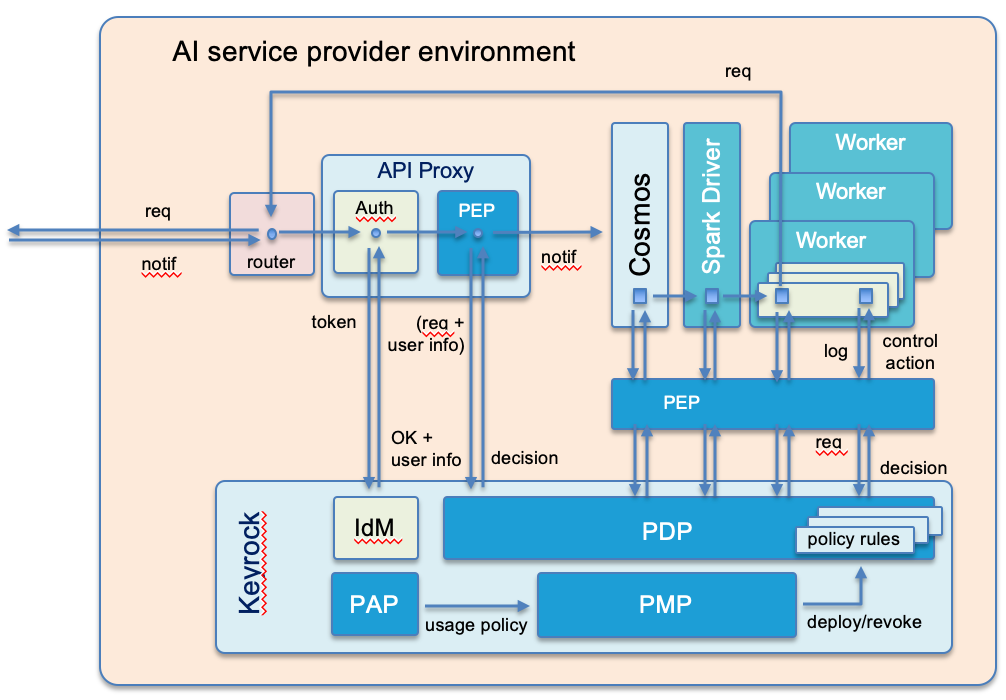 AI service provider environment
req
API Proxy
Auth
PEP
router
req
notif
notif
Cosmos
Spark Driver
Worker
Worker
Worker
token
(req +
user info)
OK +
user info
decision
log
control
action
PEP
req
decision
Keyrock
IdM
PDP
policy rules
PAP
usage policy
PMP
deploy/revoke